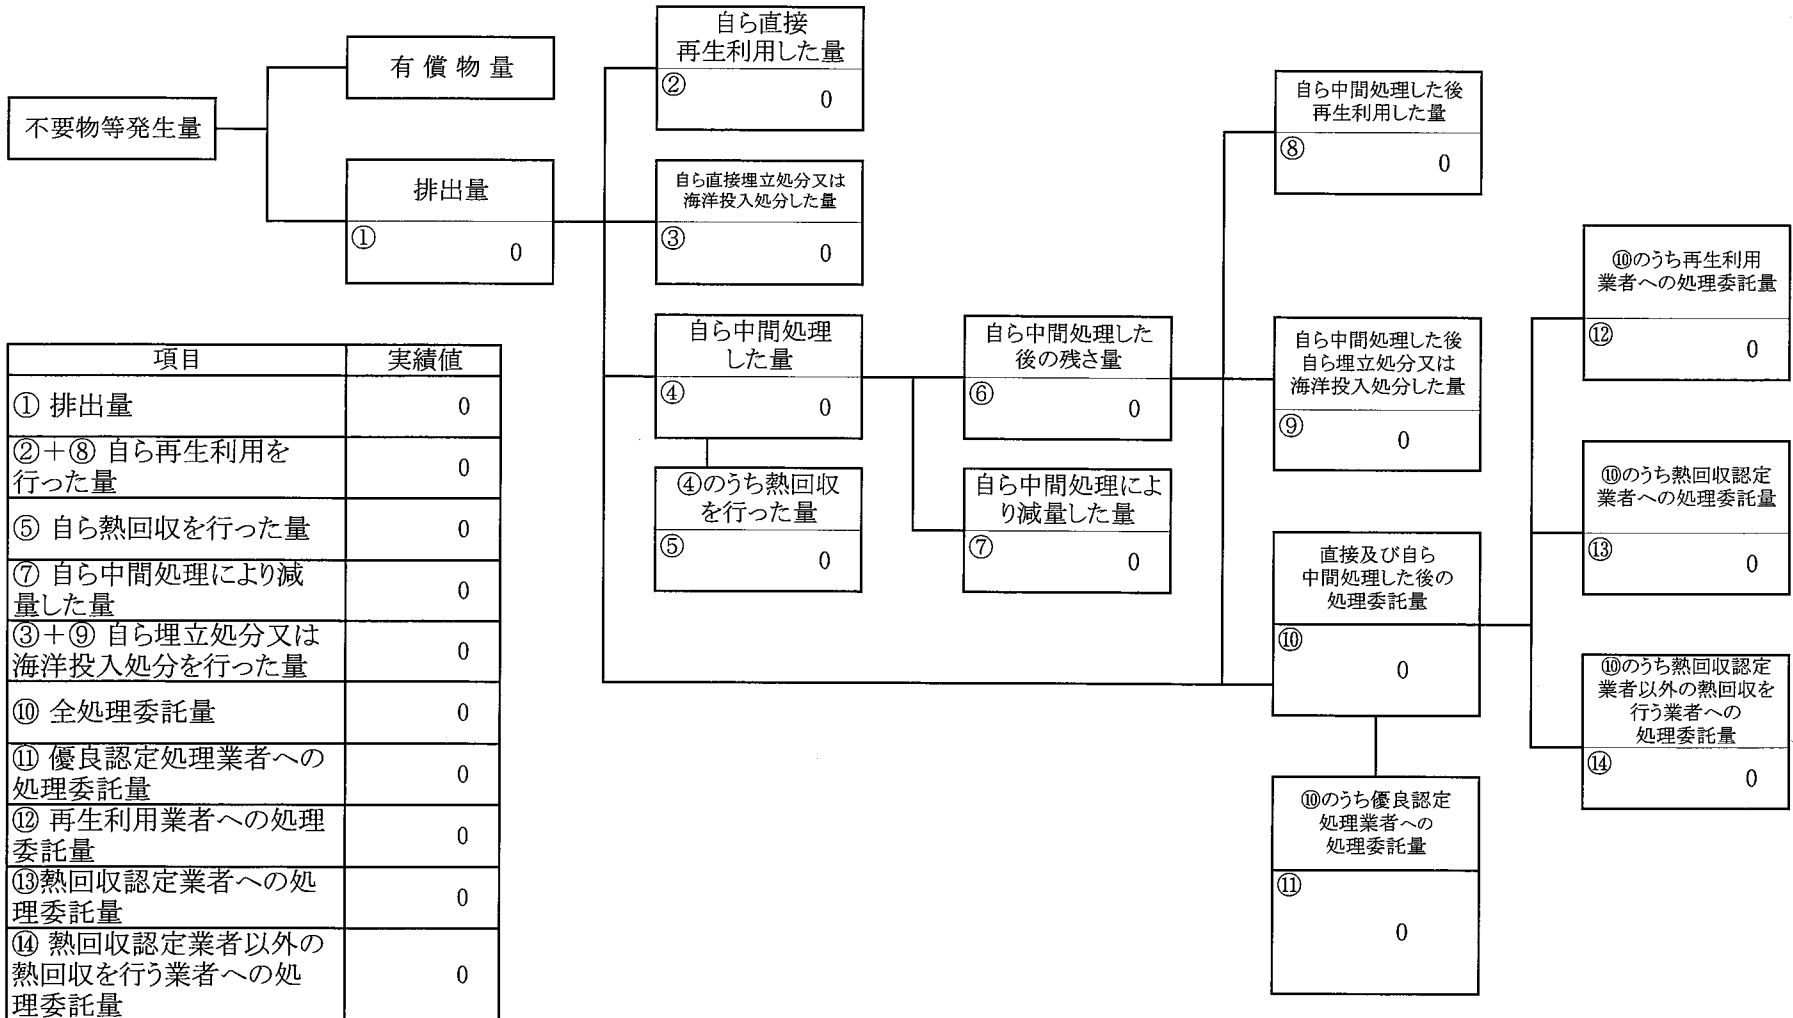 不要物等発生量
有償物量
排出量
①
0
自ら直接
再生利用した量
②
0
自ら直接埋立処分又は
海洋投入処分した量
③
0
自ら中間処理
した量
④
0
④のうち熱回収
を行った量
⑤
0
自ら中間処理した
後の残さ量
⑥
0
自ら中間処理によ
り減量した量
⑦
0
自ら中間処理した後
再生利用した量
⑧
0
自ら中間処理した後
自ら埋立処分又は
海洋投入処分した量
⑨
0
直接及び自ら
中間処理した後の
処理委託量
⑩
0
⑩のうち優良認定
処理業者への
処理委託量
⑪
0
⑩のうち再生利用
業者への処理委託量
⑫
0
⑩のうち熱回収認定
業者への処理委託量
⑬
0
⑩のうち熱回収認定
業者以外の熱回収を
行う業者への
処理委託量
⑭
0
項目 実績値
① 排出量 0
②+⑧ 自ら再生利用を
行った量 0
⑤ 自ら熱回収を行った量 0
⑦ 自ら中間処理により減
量した量 0
③+⑨ 自ら埋立処分又は
海洋投入処分を行った量 0
⑩ 全処理委託量 0
⑪ 優良認定処理業者への
処理委託量 0
⑫ 再生利用業者への処理
委託量 0
⑬熱回収認定業者への処
理委託量 0
⑭ 熱回収認定業者以外の
熱回収を行う業者への処
理委託量 0